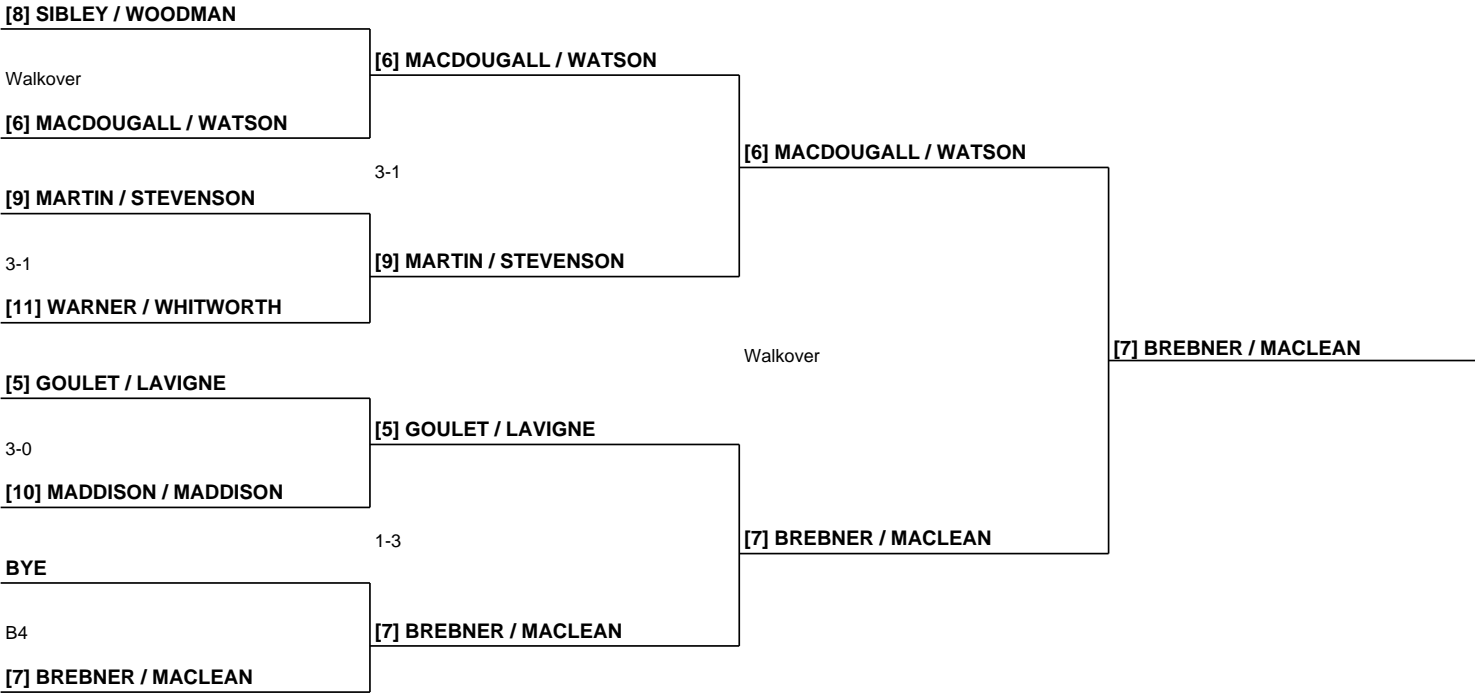 [8] SIBLEY / WOODMAN
Walkover
[6] MACDOUGALL / WATSON
[9] MARTIN / STEVENSON
3-1
[11] WARNER / WHITWORTH
[5] GOULET / LAVIGNE
3-0
[10] MADDISON / MADDISON
BYE
B4
[7] BREBNER / MACLEAN
[6] MACDOUGALL / WATSON
3-1
[9] MARTIN / STEVENSON
[5] GOULET / LAVIGNE
1-3
[7] BREBNER / MACLEAN
[6] MACDOUGALL / WATSON
Walkover
[7] BREBNER / MACLEAN
[7] BREBNER / MACLEAN